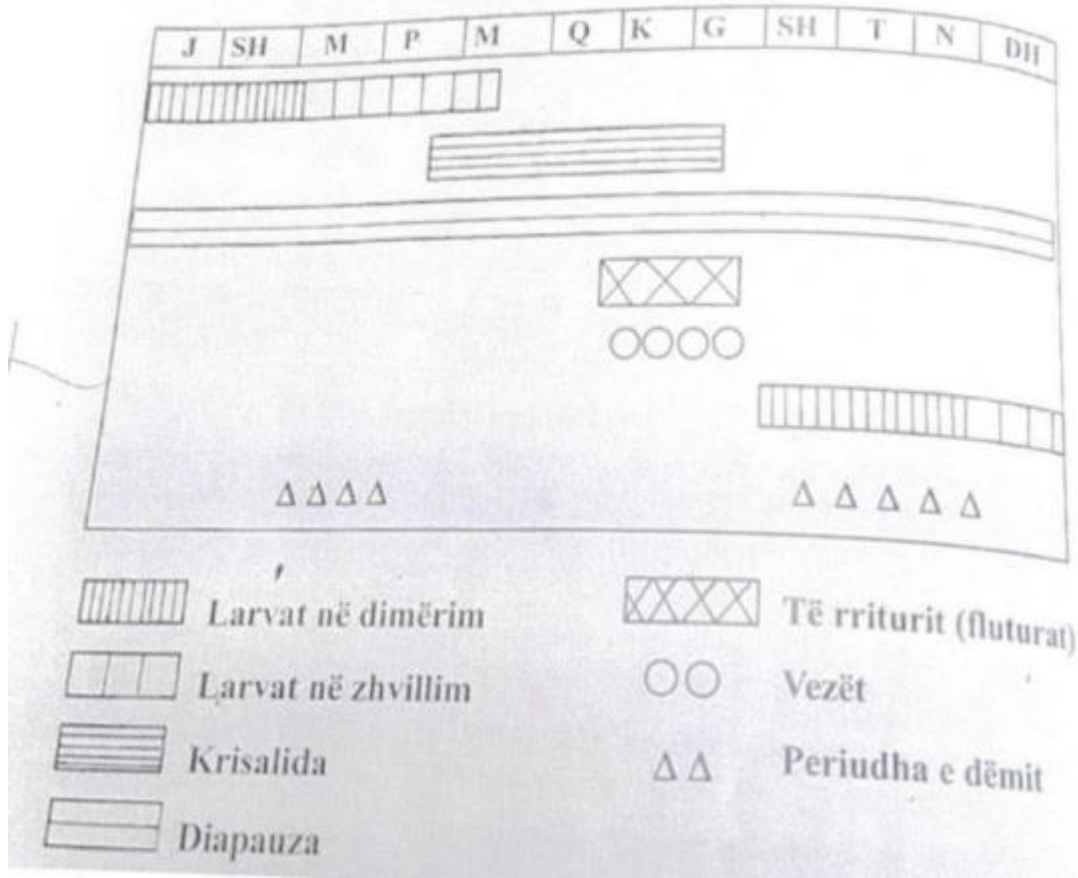 J SH M P M Q K G SH T N DH
Larvat në dimërim
Larvat në zhvillim
Krisalida
Diapauza
Të rriturit (fluturat)
Vezët
Periudha e dëmit